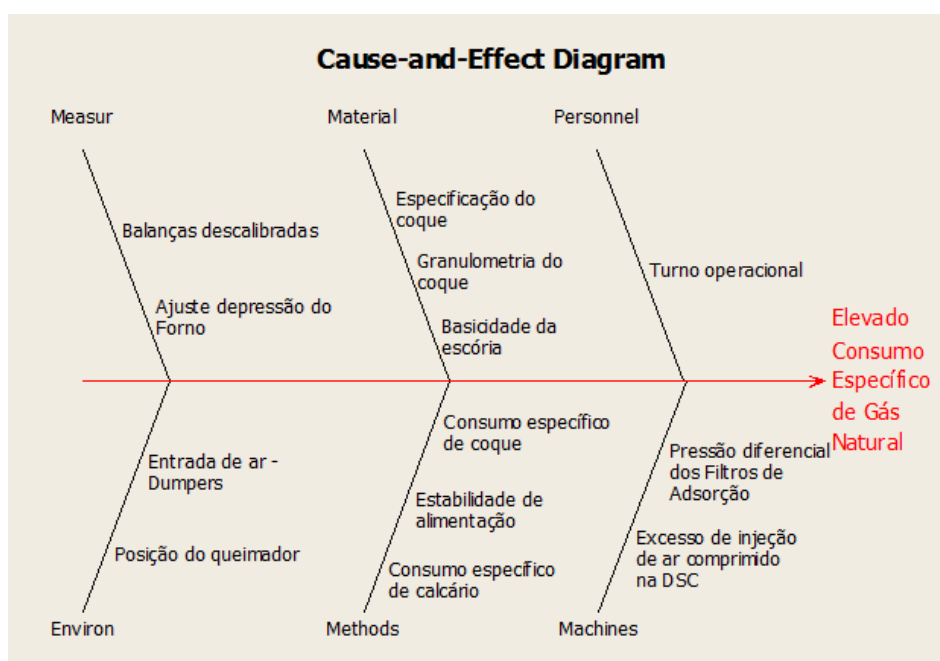 Cause-and-Effect Diagram
Measur
Material
Personnel
Balanças descalibradas
Ajuste depressão do
Forno
Especificação do
coque
Granulometria do
coque
Basicidade da
escória
Turno operacional
Elevado
Consumo
Específico
de Gás
Natural
Entrada de ar -
Dumpers
Posição do queimador
Consumo específico
de coque
Estabilidade de
alimentação
Consumo específico
de calcário
Pressão diferencial
dos Filtros de
Adsorção
Excesso de injeção
de ar comprimido
na DSC
Environ
Methods
Machines